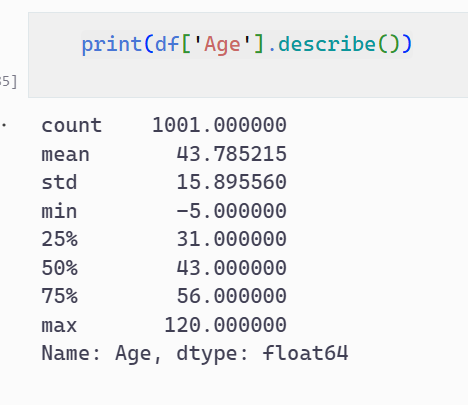 print(df['Age'].describe())
5]
count    1001.000000
mean       43.785215
std        15.895560
min        -5.000000
25%        31.000000
50%        43.000000
75%        56.000000
max       120.000000
Name: Age, dtype: float64